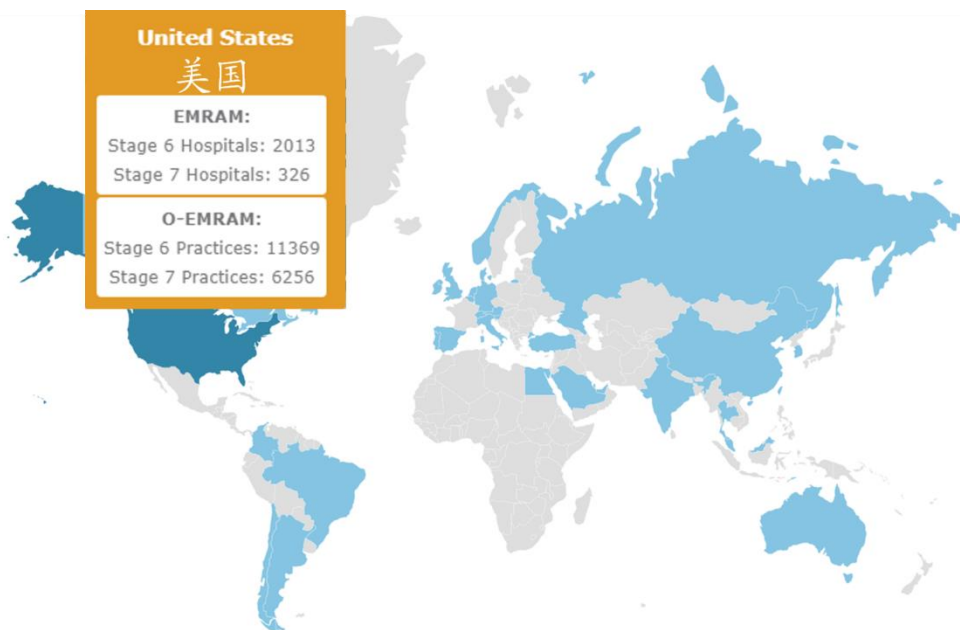 United States
美国
EMRAM:
Stage 6 Hospitals: 2013
Stage 7 Hospitals: 326
O-EMRAM:
Stage 6 Practices: 11369
Stage 7 Practices: 6256